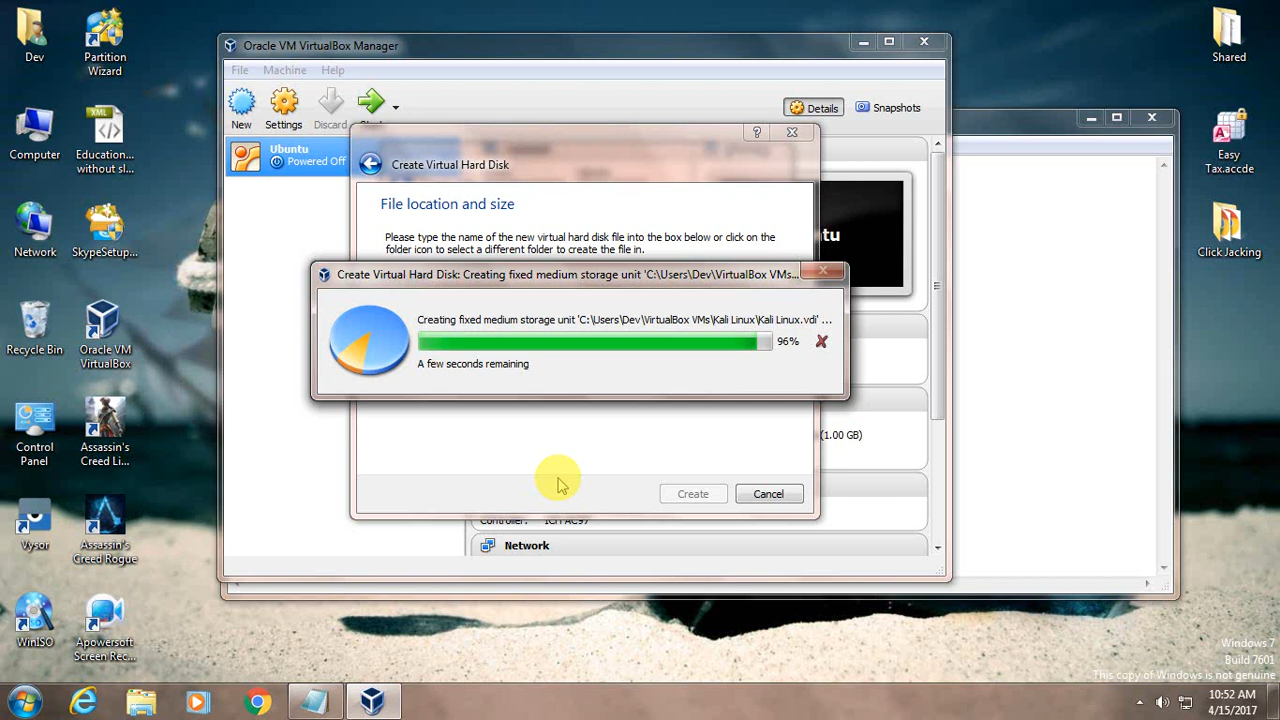 Dev
Partition
Wizard
Computer
XML
Education...
without sl...
Network
SkypeSetup...
Recycle Bin
Oracle VM
VirtualBox
Control
Panel
Assassin's
Creed Li...
Vysor
Assassin's
Creed Rogue
WinISO
Apowersoft
Screen Rec...
Oracle VM VirtualBox Manager
File Machine Help
New Settings Discard
Details Snapshots
Ubuntu
Powered Off
Create Virtual Hard Disk
File location and size
Please type the name of the new virtual hard disk file into the box below or click on the
folder icon to select a different folder to create the file in.
Create Virtual Hard Disk: Creating fixed medium storage unit 'C:\Users\Dev\VirtualBox VMs...
Creating fixed medium storage unit 'C:\Users\Dev\VirtualBox VMs\Kali Linux\Kali Linux.vdi' ...
96%
A few seconds remaining
(1.00 GB)
Create Cancel
Controller: ICH AC97
Network
Shared
Easy
Tax.accde
Click Jacking
Windows 7
Build 7601
This copy of Windows is not genuine
10:52 AM
4/15/2017